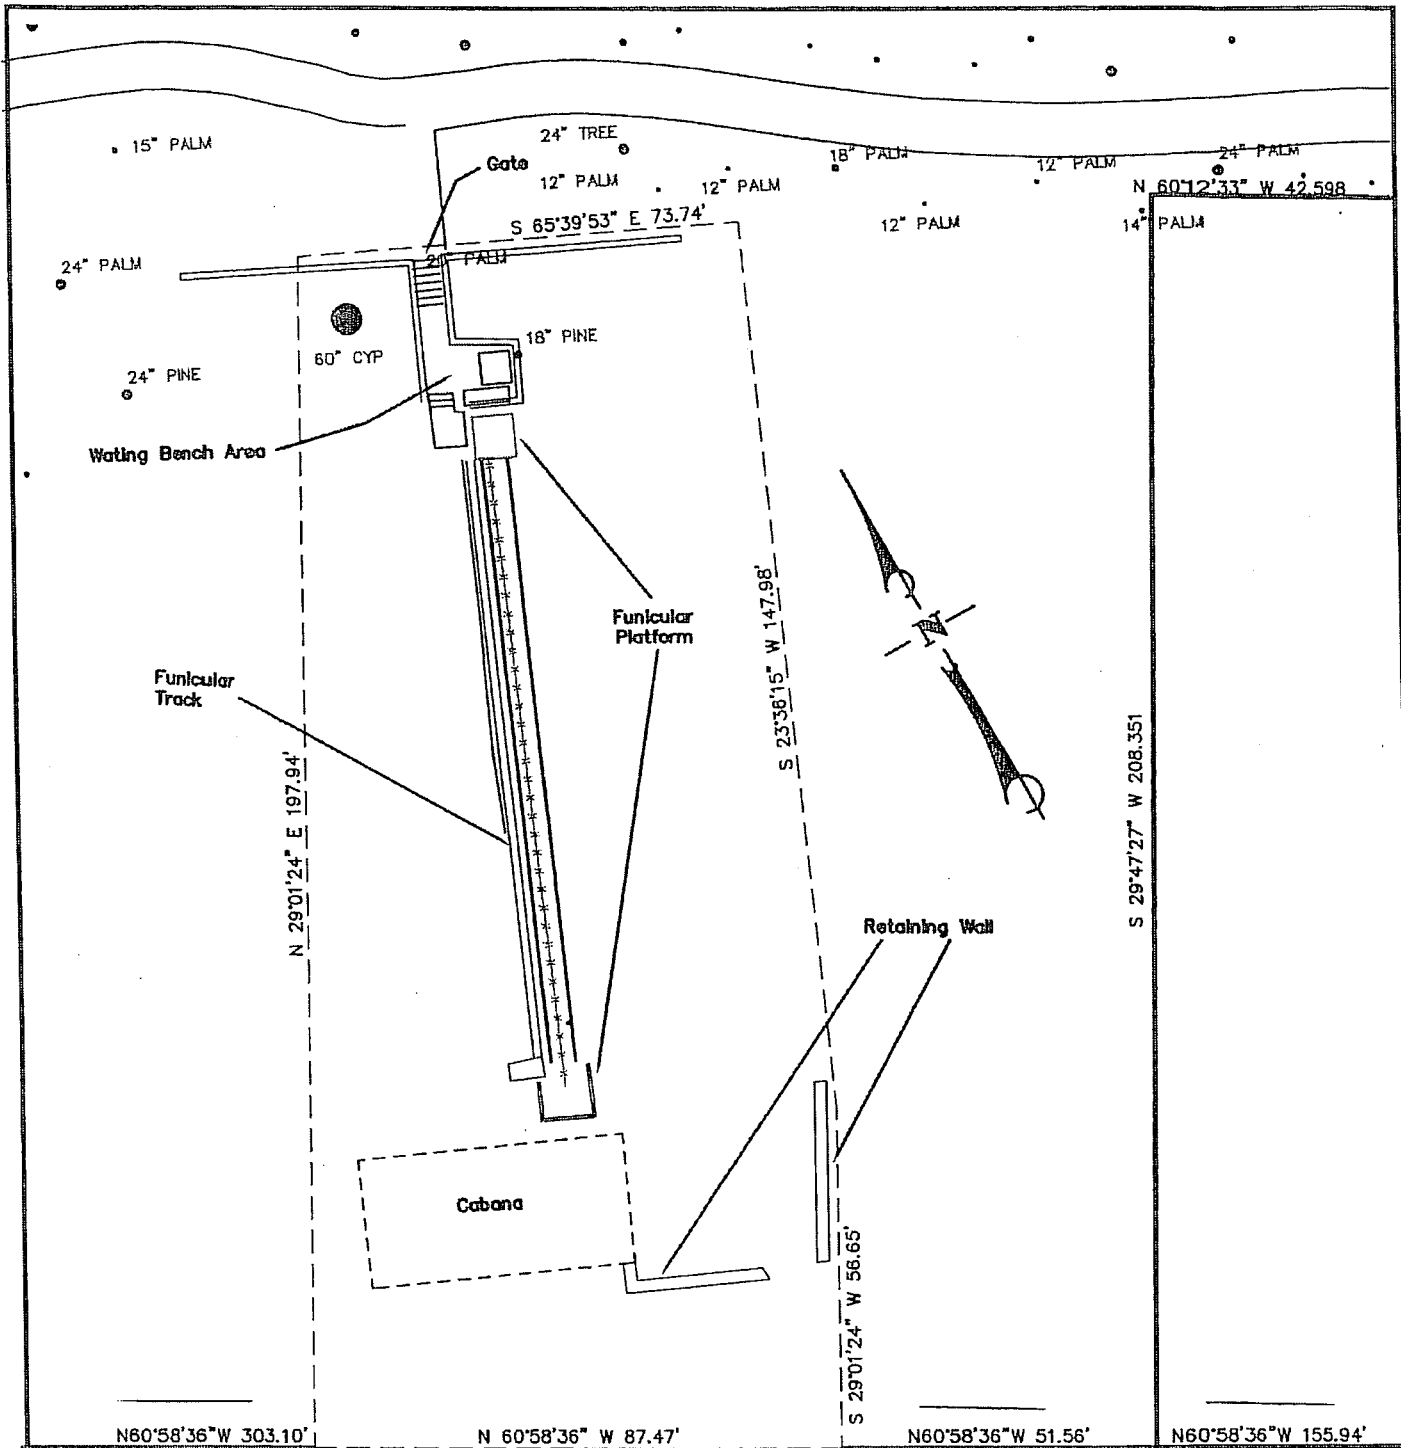 15" PALM
24" TREE
18" PALM
12" PALM
24" PALM
Gate
12" PALM
12" PALM
N 60°12'33" W 42.598
S 65°39'53" E 73.74'
12" PALM
14" PALM
24" PALM
20" PALM
60" CYP
18" PINE
24" PINE
Wating Bench Area
Funicular
Platform
S 23°36'15" W 147.98'
N
Funicular
Track
N 29°01'24" E 197.94'
S 29°47'27" W 208.351
Retaining Wall
Cabana
S 29°01'24" W 56.65'
N60°58'36"W 303.10'
N 60°58'36" W 87.47'
N60°58'36"W 51.56'
N60°58'36"W 155.94'